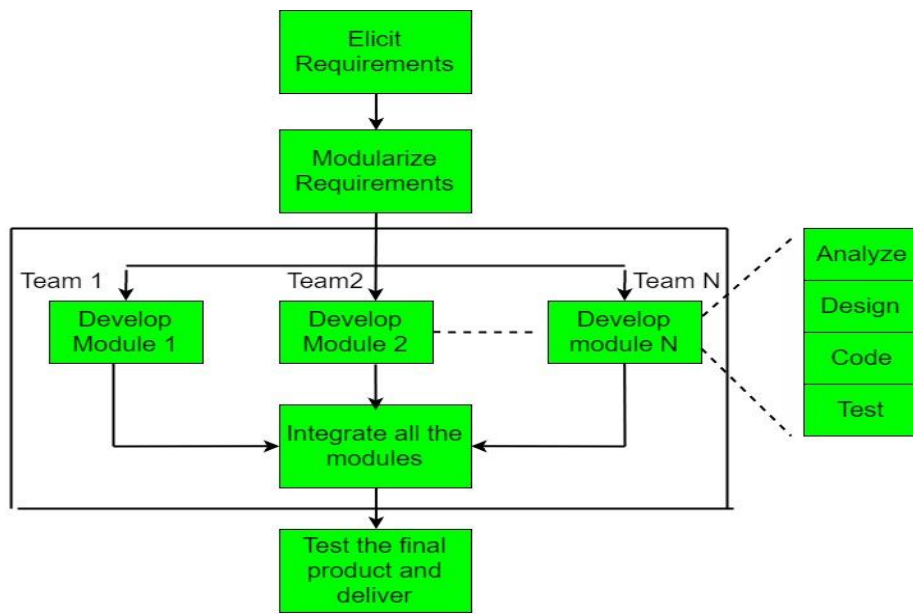 Elicit
Requirements
Modularize
Requirements
Team 1
Team2
Team N
Develop
Module 1
Develop
Module 2
Develop
module N
Analyze
Design
Code
Test
Integrate all the
modules
Test the final
product and
deliver